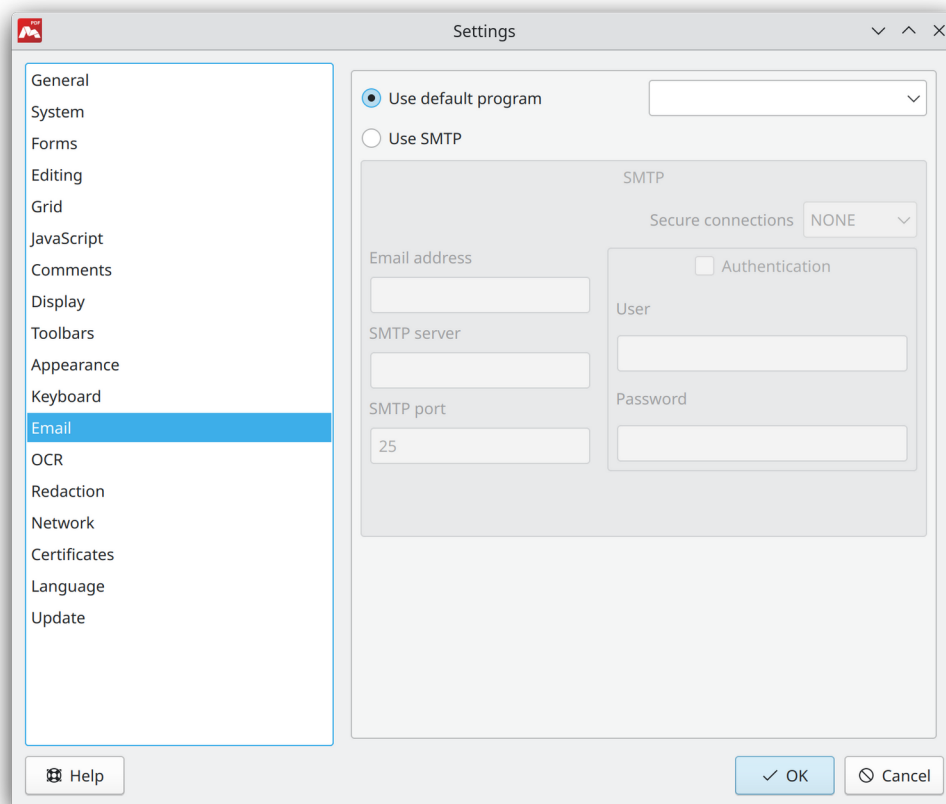 PDF
Settings
General
System
Forms
Editing
Grid
JavaScript
Comments
Display
Toolbars
Appearance
Keyboard
Email
OCR
Redaction
Network
Certificates
Language
Update
Use default program
Use SMTP
SMTP
Secure connections NONE
Email address
SMTP server
SMTP port
25
Authentication
User
Password
Help
OK
Cancel